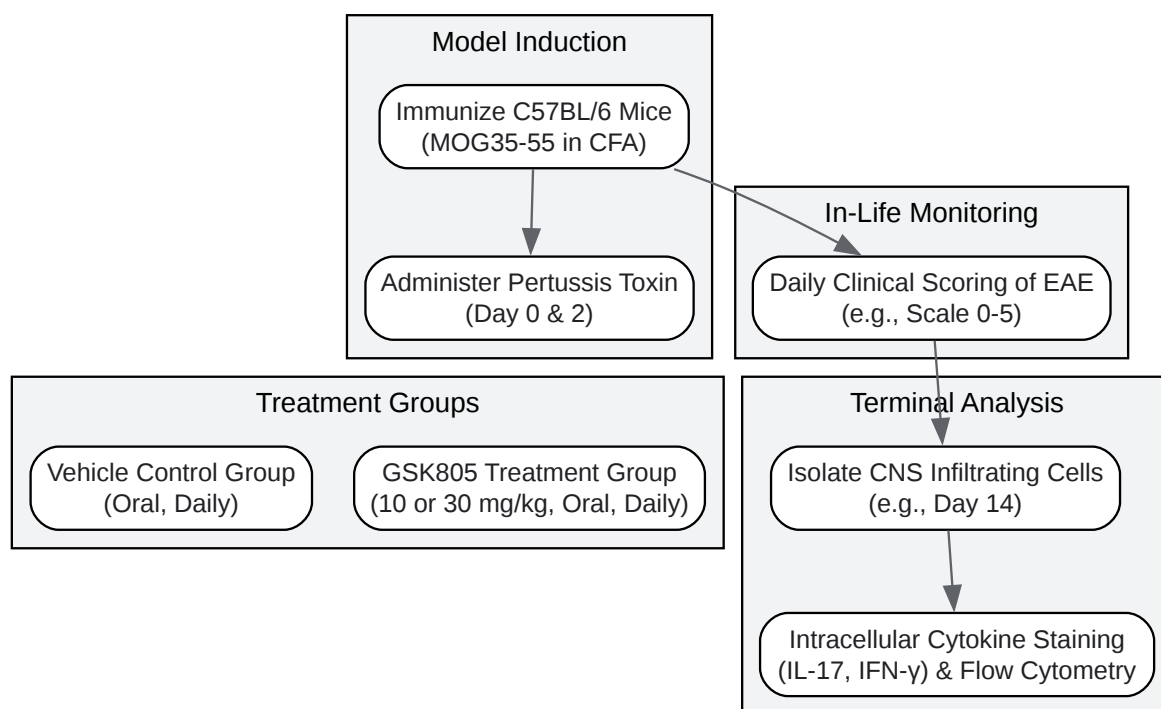 Model Induction
Immunize C57BL/6 Mice
(MOG35-55 in CFA)
Administer Pertussis Toxin
(Day 0 & 2)
In-Life Monitoring
Daily Clinical Scoring of EAE
(e.g., Scale 0-5)
Treatment Groups
Vehicle Control Group
(Oral, Daily)
GSK805 Treatment Group
(10 or 30 mg/kg, Oral, Daily)
Terminal Analysis
Isolate CNS Infiltrating Cells
(e.g., Day 14)
Intracellular Cytokine Staining
(IL-17, IFN-γ) & Flow Cytometry